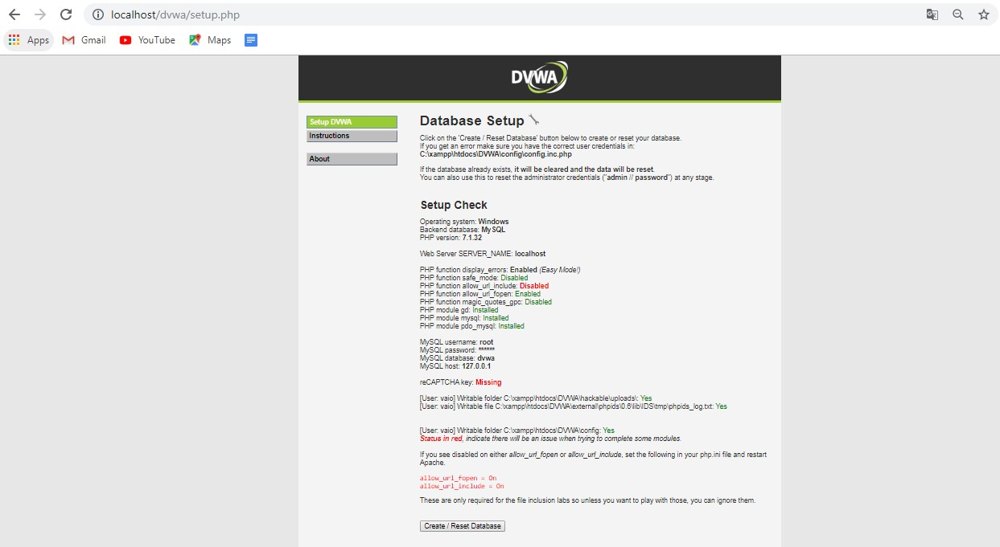 localhost/dvwa/setup.php
Apps Gmail YouTube Maps
DVWA
Setup DVWA
Instructions
About
Database Setup
Click on the 'Create / Reset Database' button below to create or reset your database.
If you get an error make sure you have the correct user credentials in:
C:\xampp\htdocs\DVWA\config\config.inc.php
If the database already exists, it will be cleared and the data will be reset.
You can also use this to reset the administrator credentials ("admin // password") at any stage.
Setup Check
Operating system: Windows
Backend database: MySQL
PHP version: 7.1.32
Web Server SERVER_NAME: localhost
PHP function display_errors: Enabled (Easy Mode!)
PHP function safe_mode: Disabled
PHP function allow_url_include: Disabled
PHP function allow_url_fopen: Enabled
PHP function magic_quotes_gpc: Disabled
PHP module gd: Installed
PHP module mysql: Installed
PHP module pdo_mysql: Installed
MySQL username: root
MySQL password: ******
MySQL database: dvwa
MySQL host: 127.0.0.1
reCAPTCHA key: Missing
[User: vaio] Writable folder C:\xampp\htdocs\DVWA\hackable\uploads\: Yes
[User: vaio] Writable file C:\xampp\htdocs\DVWA\external\phpids\0.6\lib\IDS\tmp\phpids_log.txt: Yes
[User: vaio] Writable folder C:\xampp\htdocs\DVWA\config: Yes
Status in red, indicate there will be an issue when trying to complete some modules.
If you see disabled on either allow_url_fopen or allow_url_include, set the following in your php.ini file and restart
Apache.
allow_url_fopen = On
allow_url_include = On
These are only required for the file inclusion labs so unless you want to play with those, you can ignore them.
Create / Reset Database